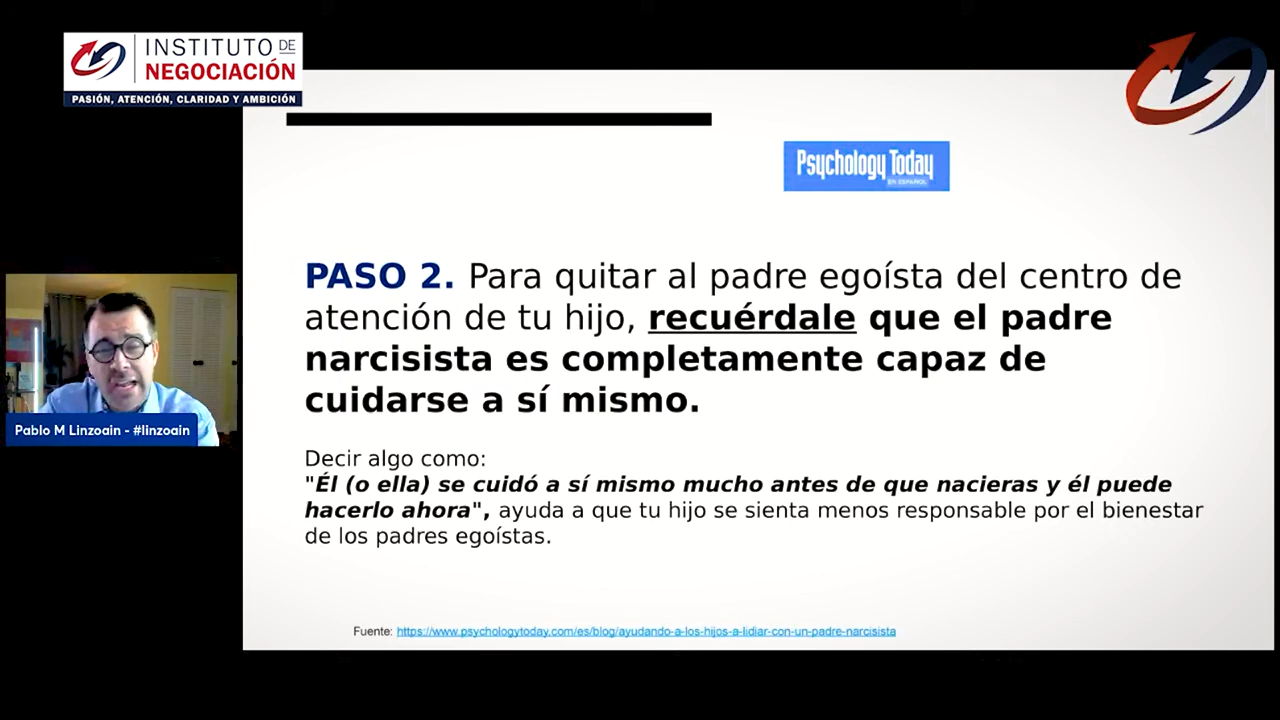 INSTITUTO DE
NEGOCIACIÓN
PASIÓN, ATENCIÓN, CLARIDAD Y AMBICIÓN
Psychology Today
EN ESPAÑOL
PASO 2. Para quitar al padre egoísta del centro de
atención de tu hijo, recuérdale que el padre
narcisista es completamente capaz de
cuidarse a sí mismo.
Pablo M Linzoain - #linzoain
Decir algo como:
"Él (o ella) se cuidó a sí mismo mucho antes de que nacieras y él puede
hacerlo ahora", ayuda a que tu hijo se sienta menos responsable por el bienestar
de los padres egoístas.
Fuente: https://www.psychologytoday.com/es/blog/ayudando-a-los-hijos-a-lidiar-con-un-padre-narcisista